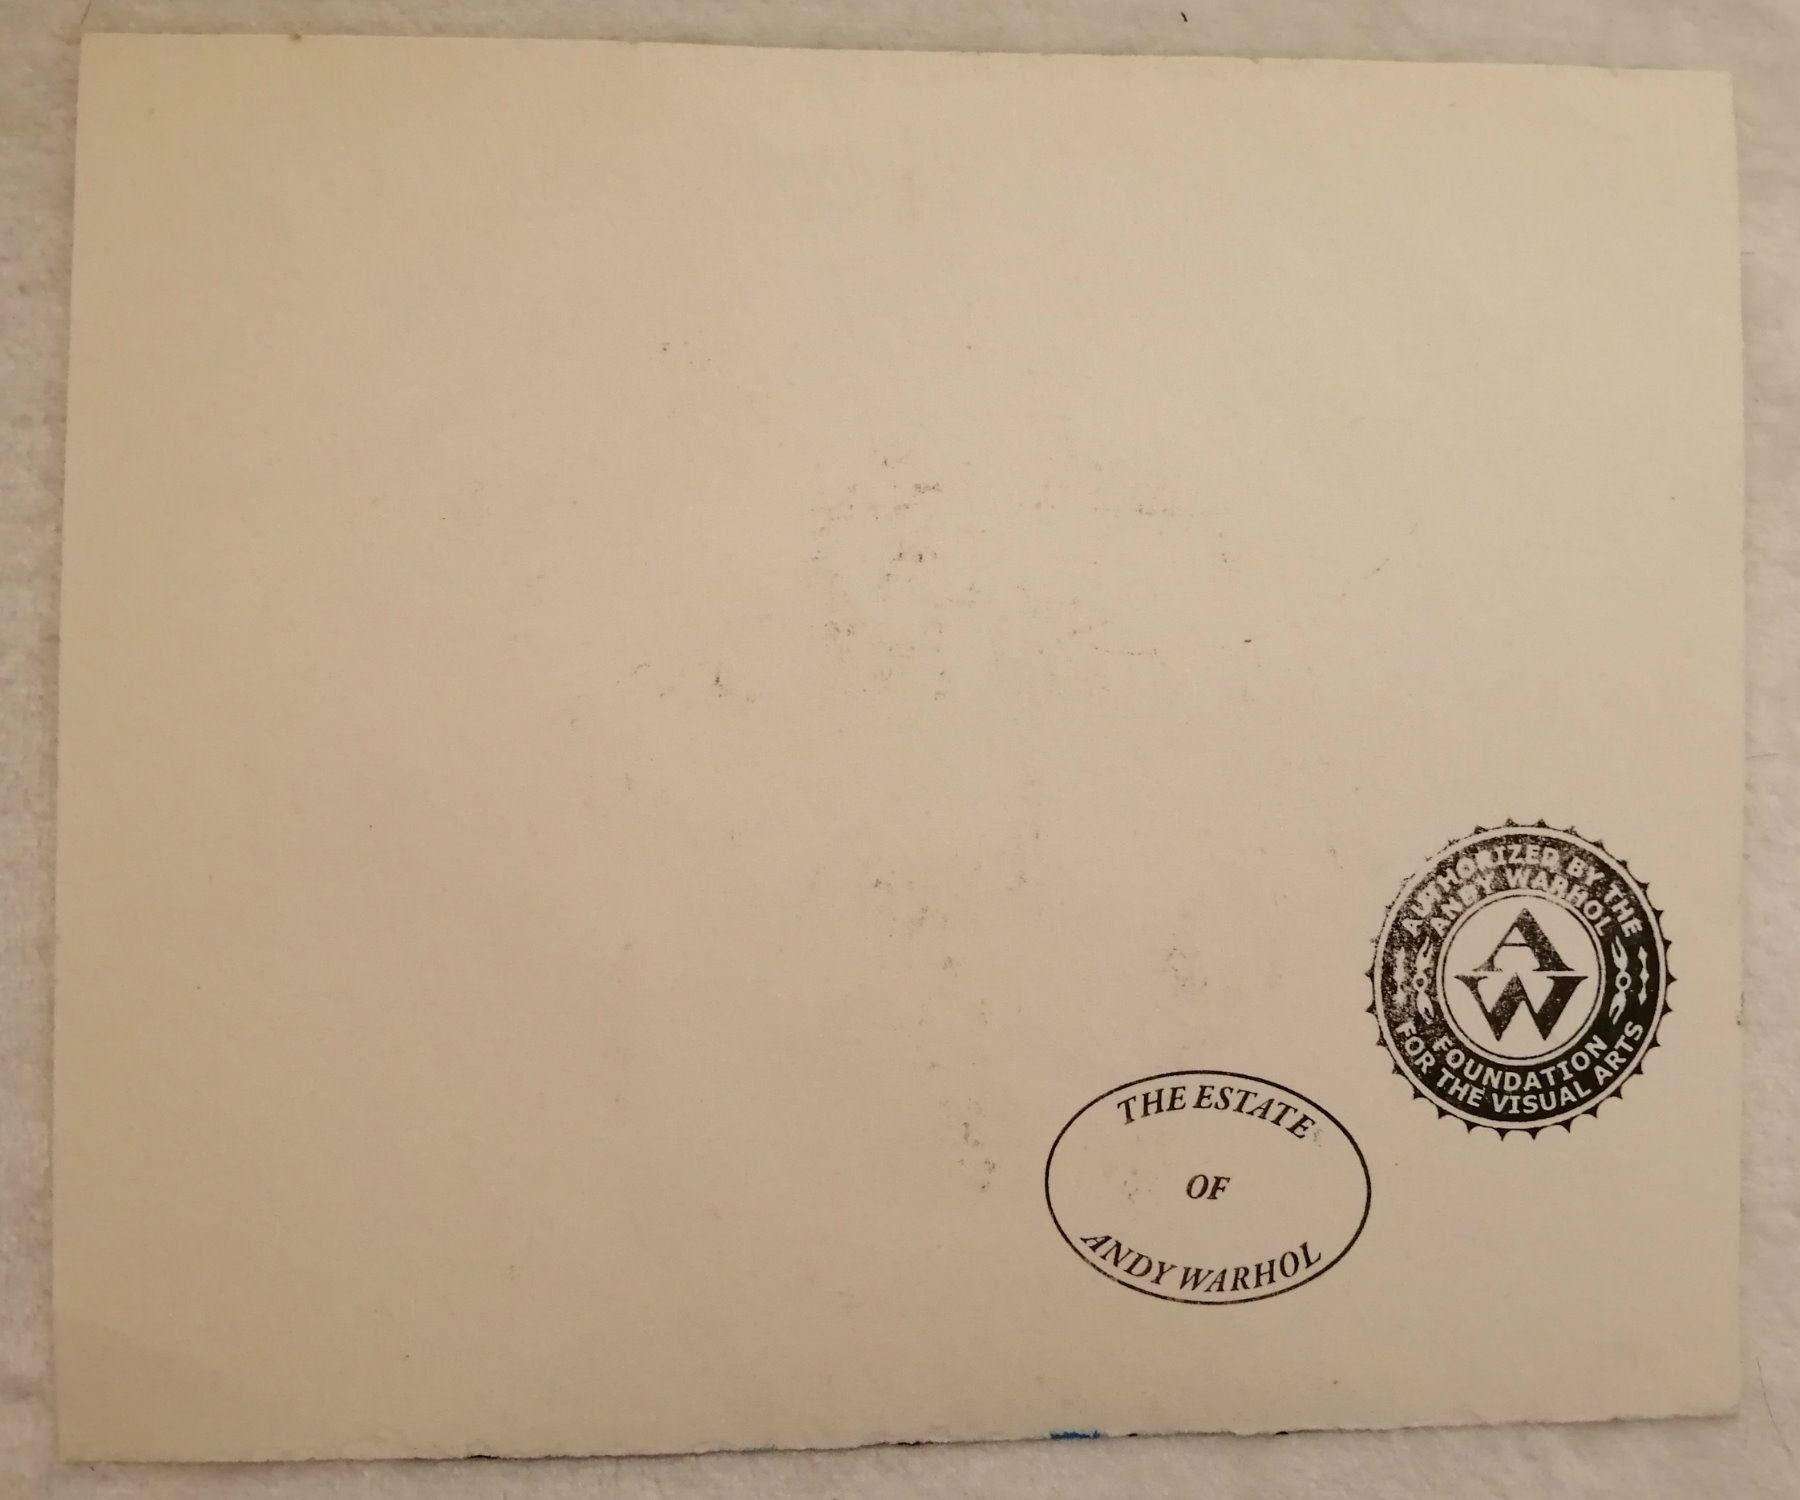 AUTHORIZED BY THE
ANDY WARHOL
AW
FOUNDATION
FOR THE VISUAL ARTS
THE ESTATE
OF
ANDY WARHOL